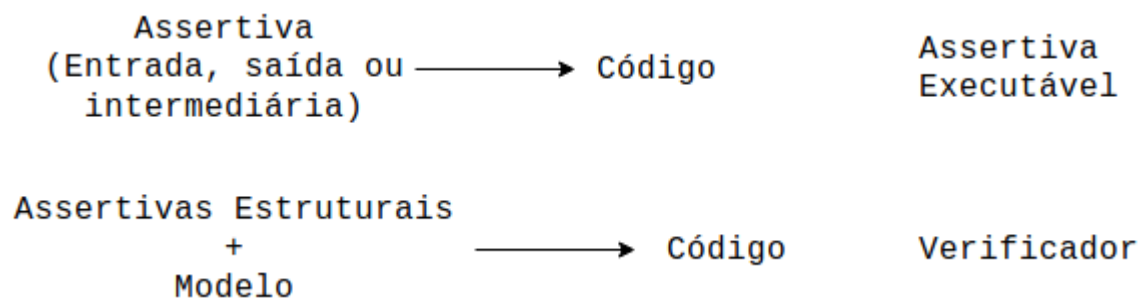 Assertiva
(Entrada, saída ou
intermediária)
Código
Assertiva
Executável
Assertivas Estruturais
+
Modelo
Código
Verificador